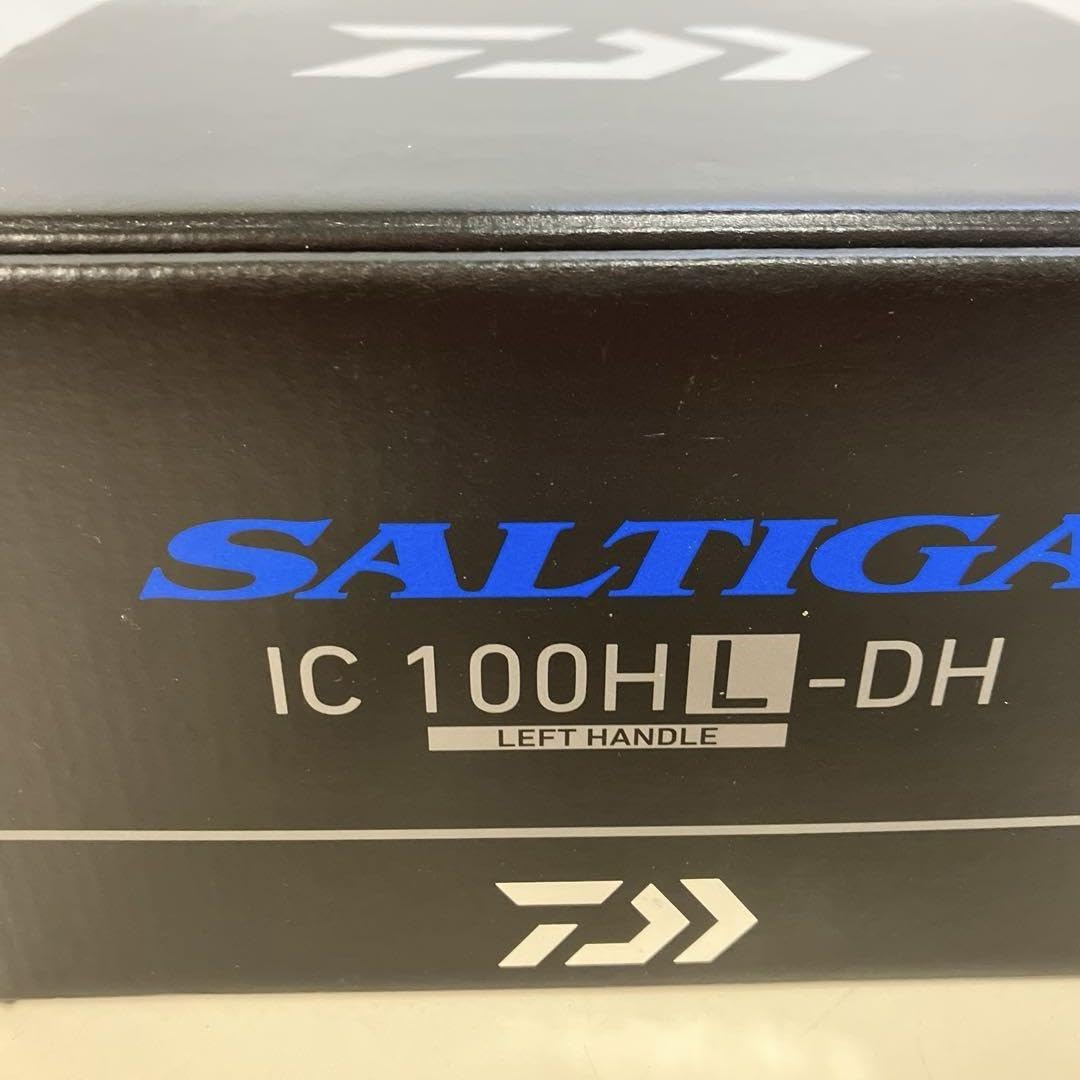 SALTIGA
IC 100HL-DH
LEFT HANDLE